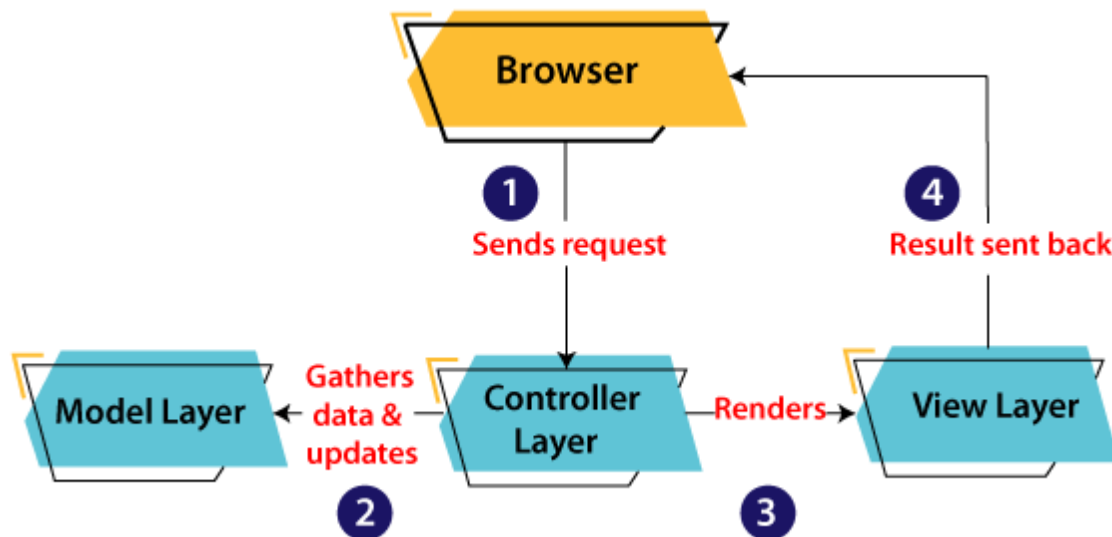 Browser
1
Sends request
4
Result sent back
Model Layer
Gathers
data &
updates
2
Controller
Layer
Renders
3
View Layer